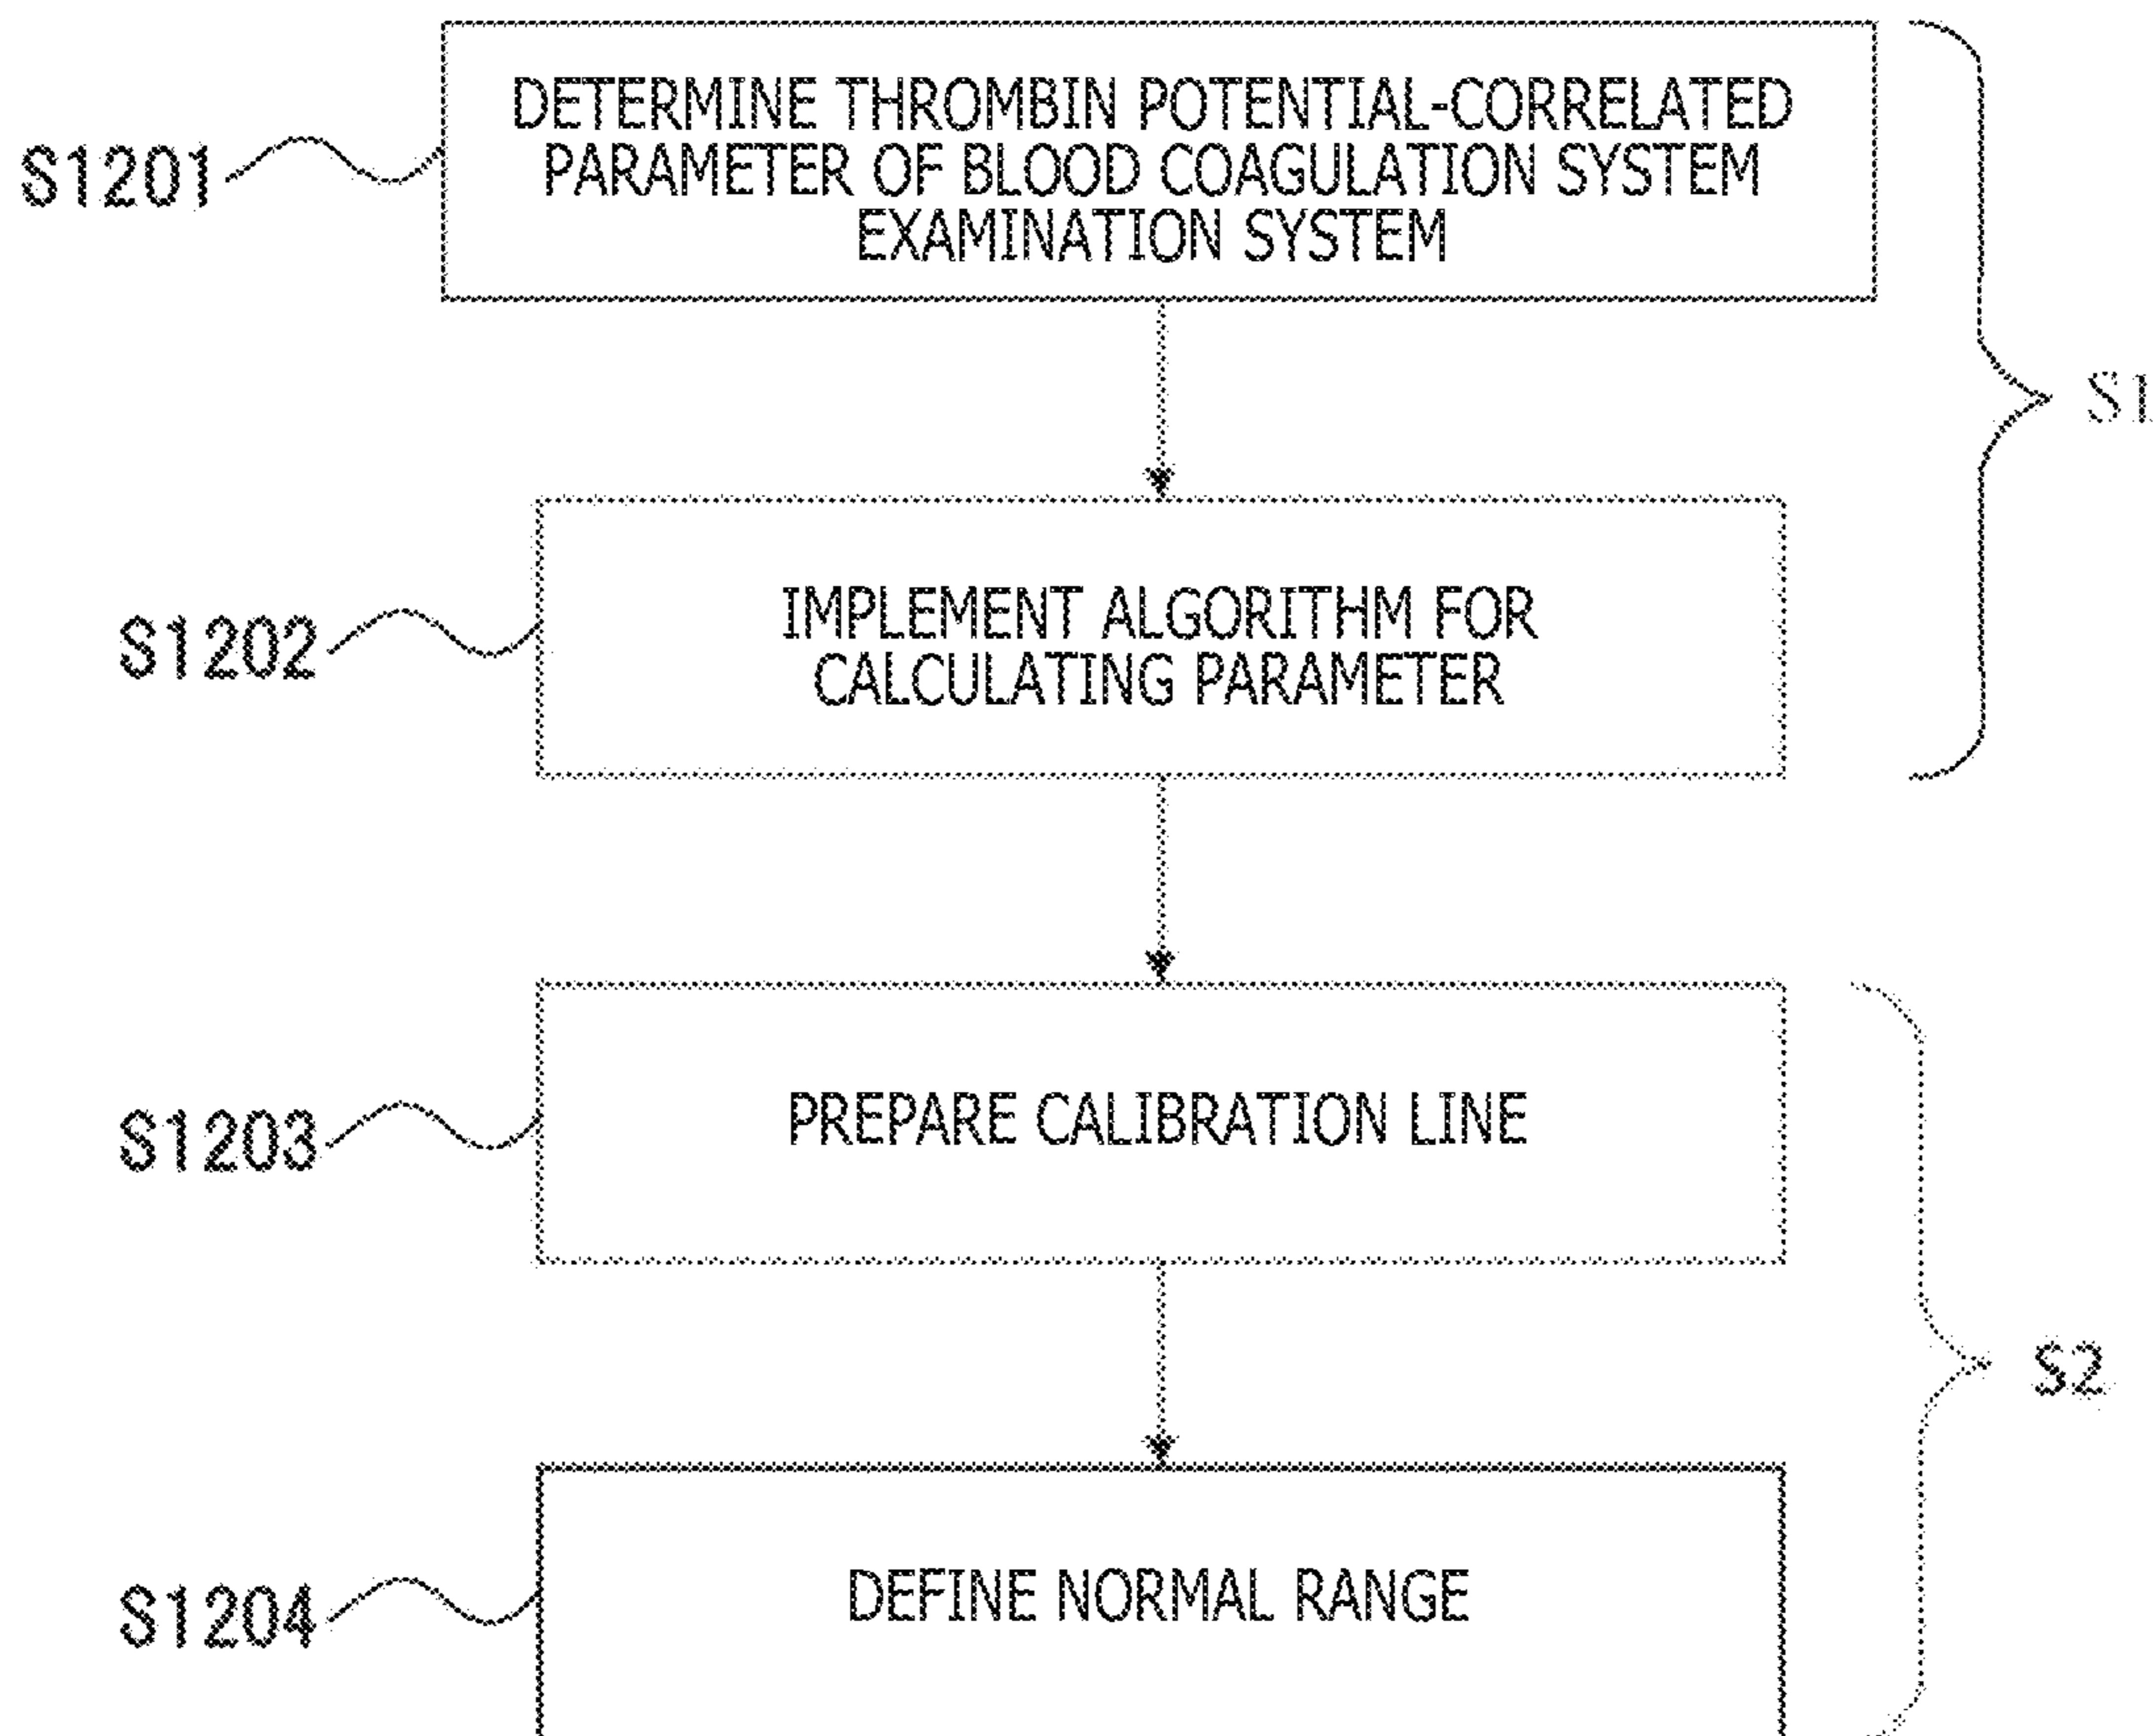 DETERMINE THROMBIN POTENTIAL-CORRELATED
PARAMETER OF BLOOD COAGULATION SYSTEM
EXAMINATION SYSTEM
S1201
S1
IMPLEMENT ALGORITHM FOR
CALCULATING PARAMETER
S1202
PREPARE CALIBRATION LINE
S1203
S2
DEFINE NORMAL RANGE
S1204